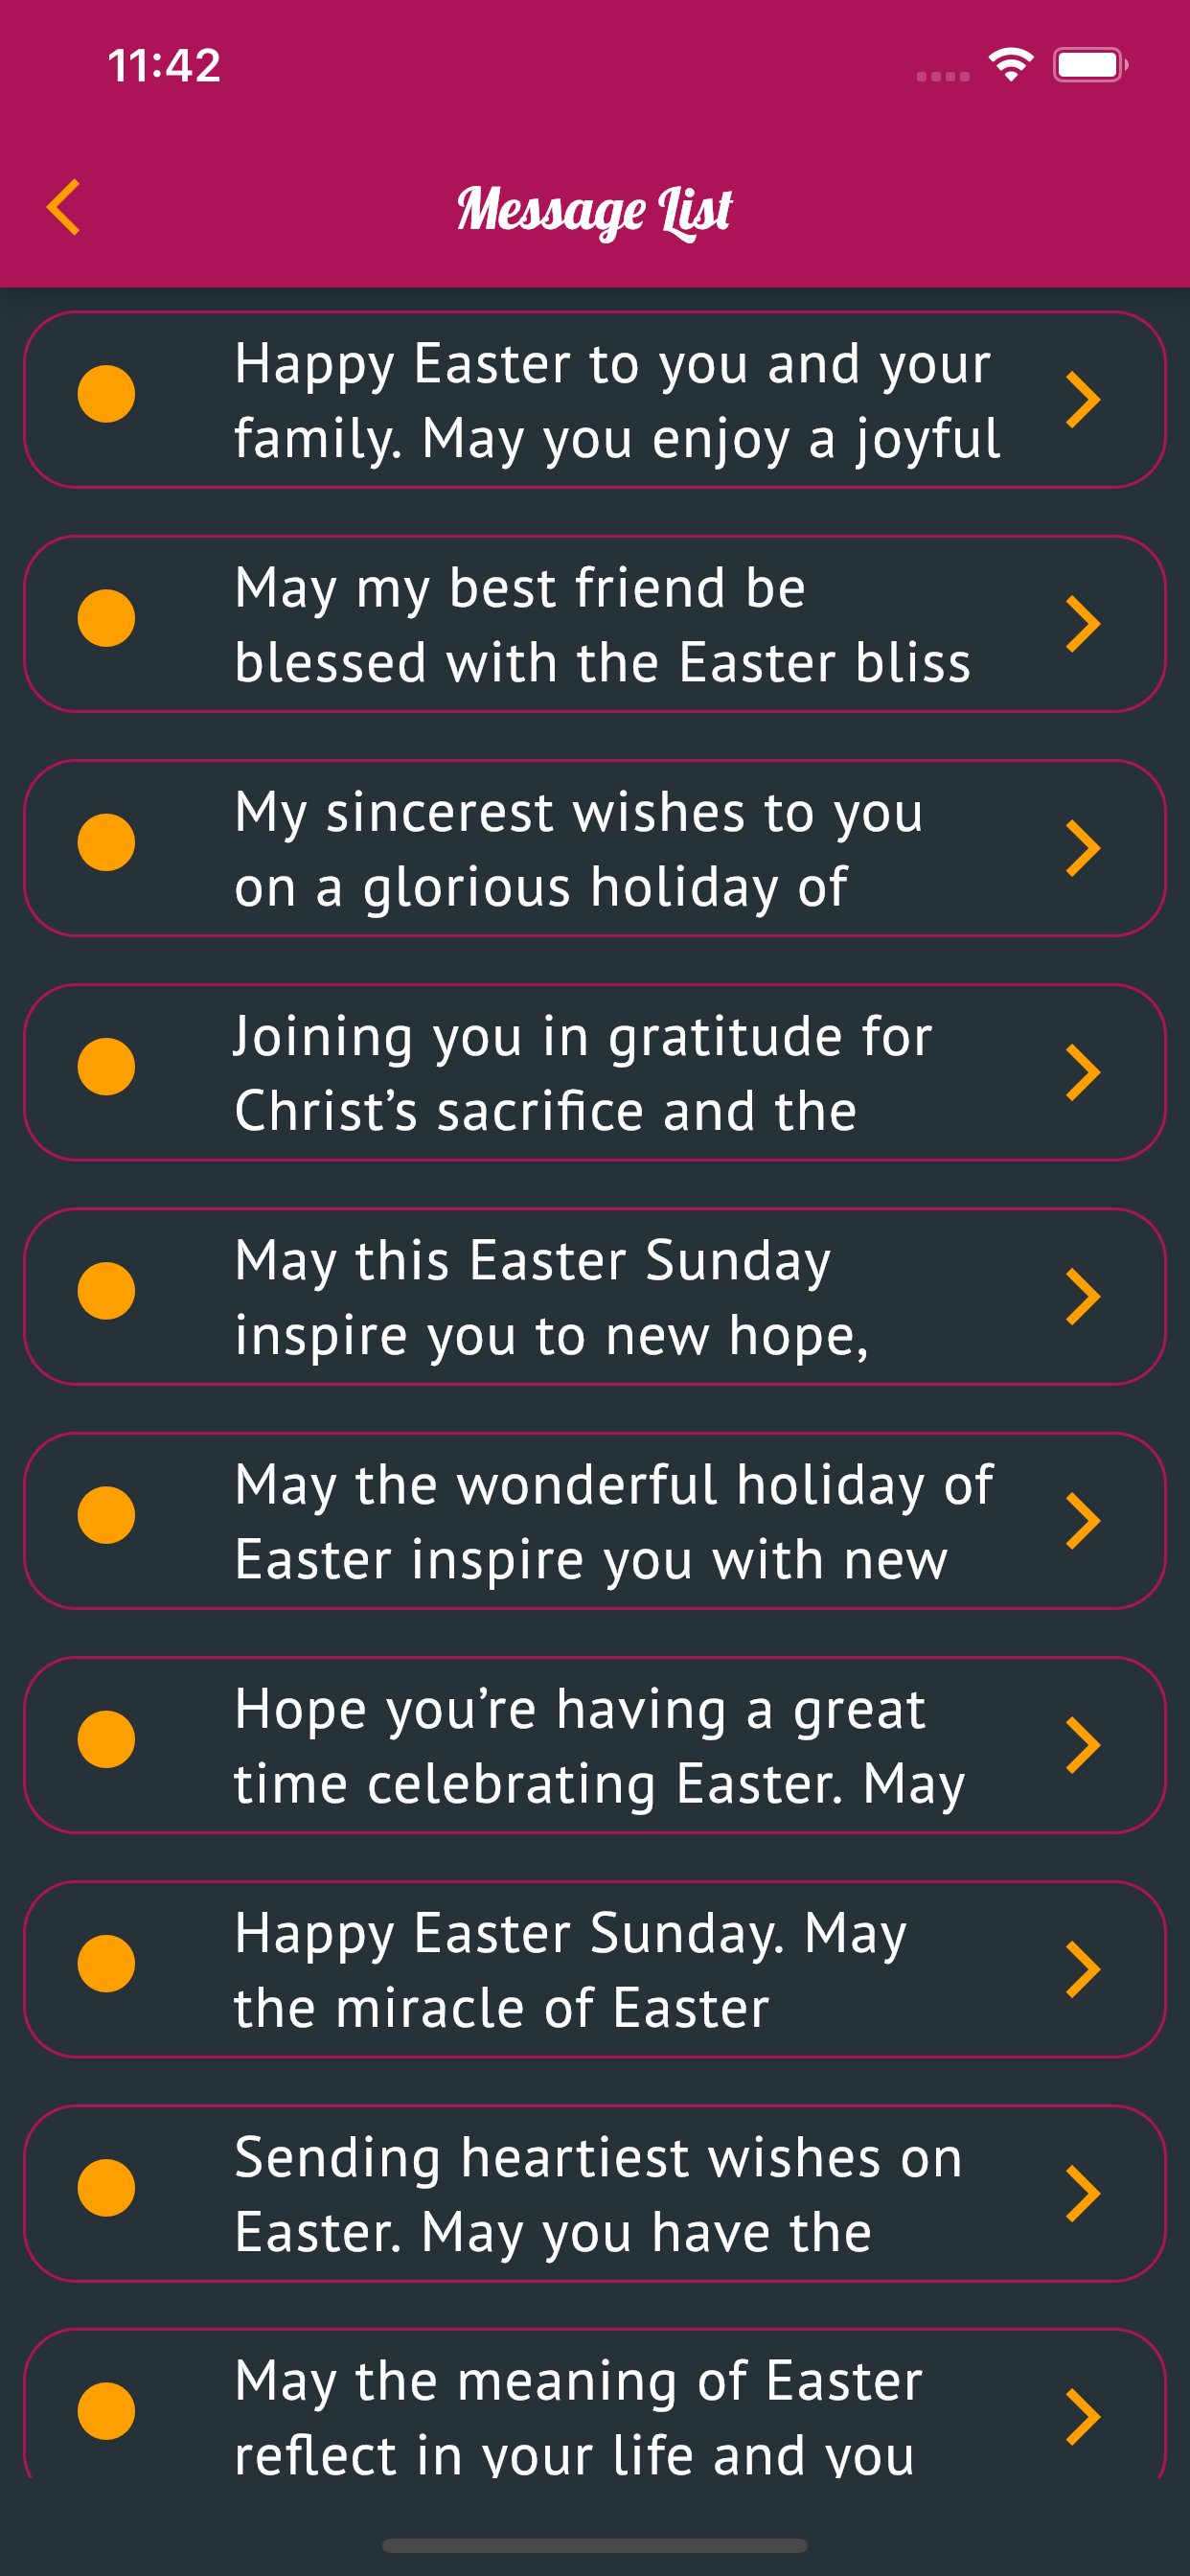 11:42
Message List
Happy Easter to you and your
family. May you enjoy a joyful
May my best friend be
blessed with the Easter bliss
My sincerest wishes to you
on a glorious holiday of
Joining you in gratitude for
Christ’s sacrifice and the
May this Easter Sunday
inspire you to new hope,
May the wonderful holiday of
Easter inspire you with new
Hope you’re having a great
time celebrating Easter. May
Happy Easter Sunday. May
the miracle of Easter
Sending heartiest wishes on
Easter. May you have the
May the meaning of Easter
reflect in your life and you